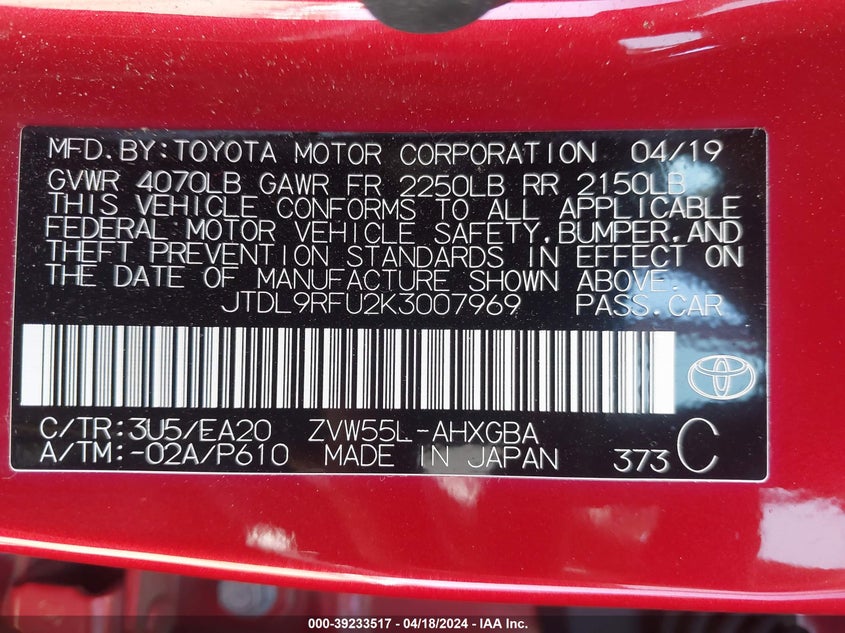 MFD.BY:TOYOTA MOTOR CORPORATION 04/19
GVWR 4070LB GAWR FR 2250LB RR 2150LB
THIS VEHICLE CONFORMS TO ALL APPLICABLE
FEDERAL MOTOR VEHICLE SAFETY,BUMPER,AND
THEFT PREVENTION STANDARDS IN EFFECT ON
THE DATE OF MANUFACTURE SHOWN ABOVE.
JTDL9RFU2K3007969 PASS.CAR
C/TR:3U5/EA20 ZVW55L-AHXGBA
A/TM:-02A/P610 MADE IN JAPAN 373 C
000-39233517 | 04/18/2024 - IAA Inc.